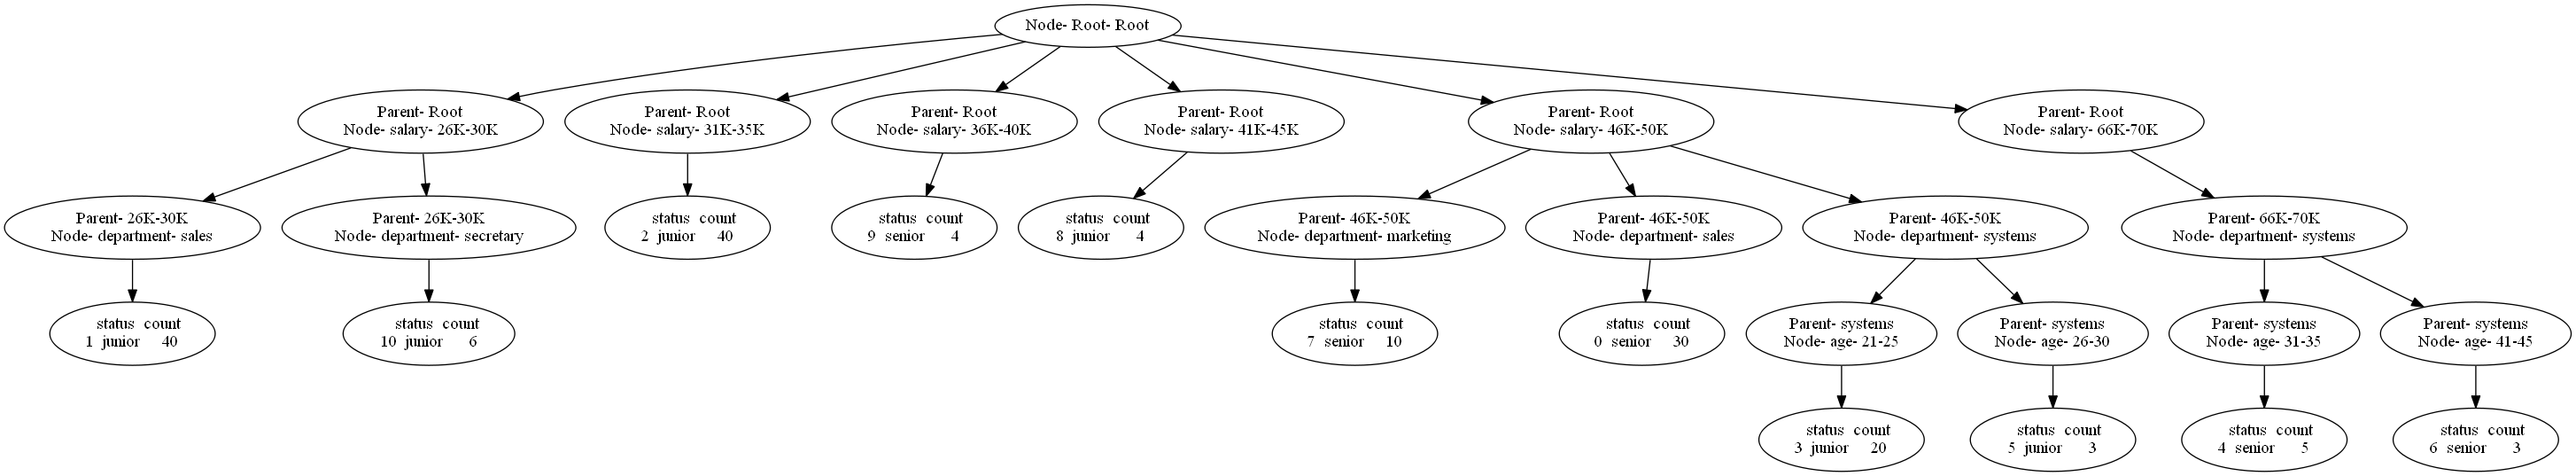 Node- Root- Root
Parent- Root
Node- salary- 26K-30K
Parent- Root
Node- salary- 31K-35K
Parent- Root
Node- salary- 36K-40K
Parent- Root
Node- salary- 41K-45K
Parent- Root
Node- salary- 46K-50K
Parent- Root
Node- salary- 66K-70K
Parent- 26K-30K
Node- department- sales
Parent- 26K-30K
Node- department- secretary
status count
2 junior 40
status count
9 senior 4
status count
8 junior 4
Parent- 46K-50K
Node- department- marketing
Parent- 46K-50K
Node- department- sales
Parent- 46K-50K
Node- department- systems
Parent- 66K-70K
Node- department- systems
status count
1 junior 40
status count
10 junior 6
status count
7 senior 10
status count
0 senior 30
Parent- systems
Node- age- 21-25
Parent- systems
Node- age- 26-30
Parent- systems
Node- age- 31-35
Parent- systems
Node- age- 41-45
status count
3 junior 20
status count
5 junior 3
status count
4 senior 5
status count
6 senior 3